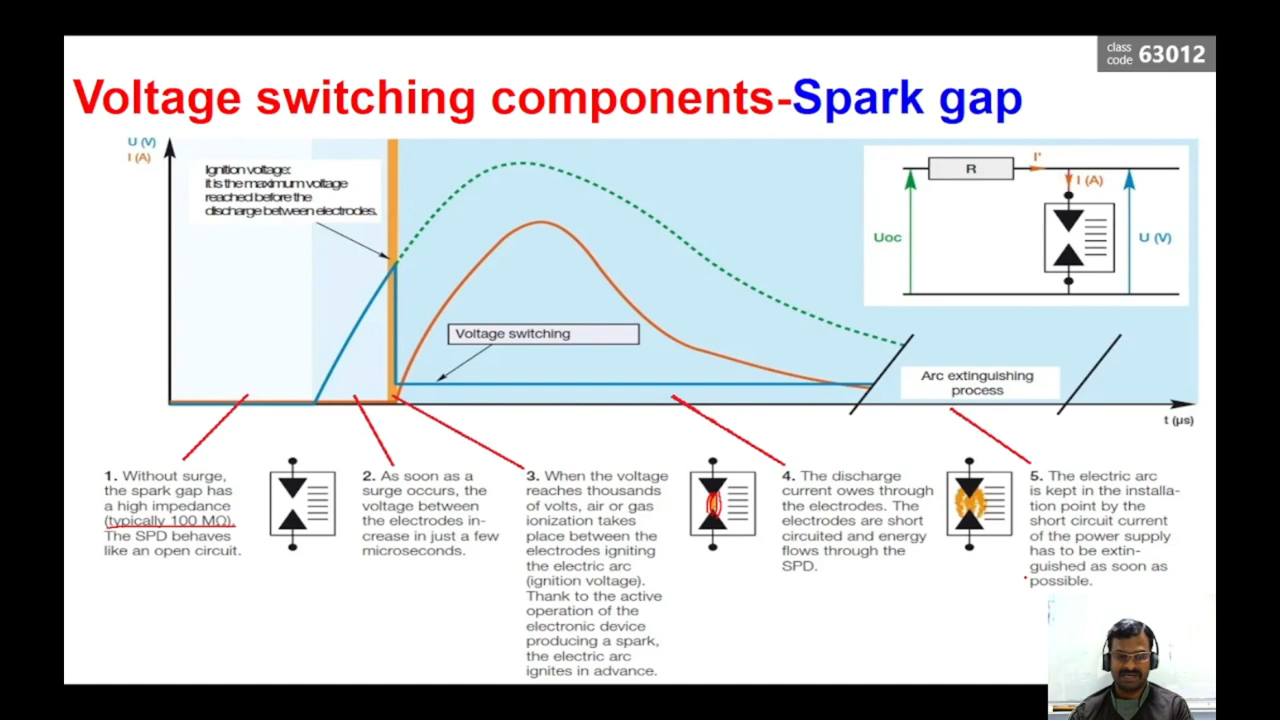 class
code 63012
Voltage switching components-Spark gap
U (V)
I (A)
Ignition voltage:
it is the maximum voltage
reached before the
discharge between electrodes.
Voltage switching
R
I'
I (A)
Uoc
U (V)
Arc extinguishing
process
t (µs)
1. Without surge,
the spark gap has
a high impedance
(typically 100 MΩ).
The SPD behaves
like an open circuit.
2. As soon as a
surge occurs, the
voltage between
the electrodes in-
crease in just a few
microseconds.
3. When the voltage
reaches thousands
of volts, air or gas
ionization takes
place between the
electrodes igniting
the electric arc
(ignition voltage).
Thank to the active
operation of the
electronic device
producing a spark,
the electric arc
ignites in advance.
4. The discharge
current owes through
the electrodes. The
electrodes are short
circuited and energy
flows through the
SPD.
5. The electric arc
is kept in the installa-
tion point by the
short circuit current
of the power supply
has to be extin-
guished as soon as
possible.